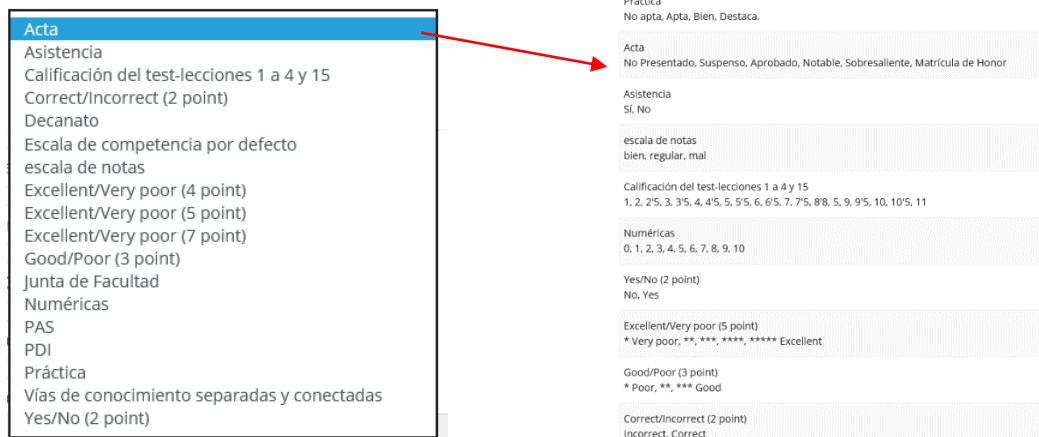 Acta
Asistencia
Calificación del test-lecciones 1 a 4 y 15
Correct/Incorrect (2 point)
Decanato
Escala de competencia por defecto
escala de notas
Excellent/Very poor (4 point)
Excellent/Very poor (5 point)
Excellent/Very poor (7 point)
Good/Poor (3 point)
Junta de Facultad
Numéricas
PAS
PDI
Práctica
Vías de conocimiento separadas y conectadas
Yes/No (2 point)
Práctica
No apta, Apta, Bien, Destaca.
Acta
No Presentado, Suspenso, Aprobado, Notable, Sobresaliente, Matrícula de Honor
Asistencia
Sí, No
escala de notas
bien, regular, mal
Calificación del test-lecciones 1 a 4 y 15
1, 2, 2'5, 3, 3'5, 4, 4'5, 5, 5'5, 6, 6'5, 7, 7'5, 8'8, 5, 9, 9'5, 10, 10'5, 11
Numéricas
0, 1, 2, 3, 4, 5, 6, 7, 8, 9, 10
Yes/No (2 point)
No, Yes
Excellent/Very poor (5 point)
* Very poor, **, ***, ****, ***** Excellent
Good/Poor (3 point)
* Poor, **, *** Good
Correct/Incorrect (2 point)
Incorrect, Correct